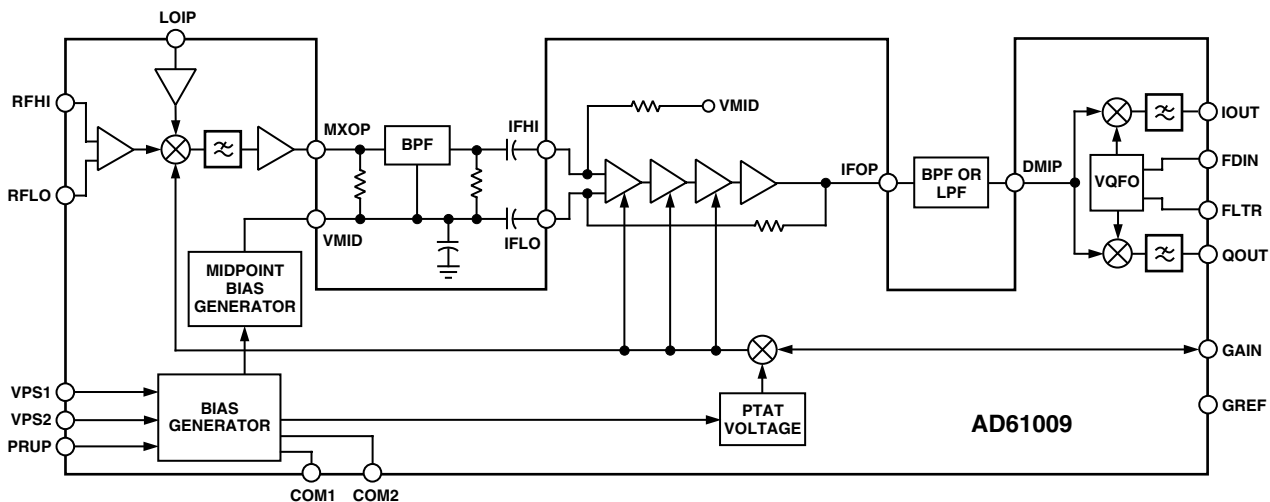 LOIP
RFHI
RFLO
MXOP
BPF
IFHI
VMID
VMID
IFLO
IFOP
BPF OR
LPF
DMIP
VQFO
IOUT
FDIN
FLTR
QOUT
MIDPOINT
BIAS
GENERATOR
GAIN
VPS1
VPS2
PRUP
BIAS
GENERATOR
PTAT
VOLTAGE
GREF
AD61009
COM1
COM2